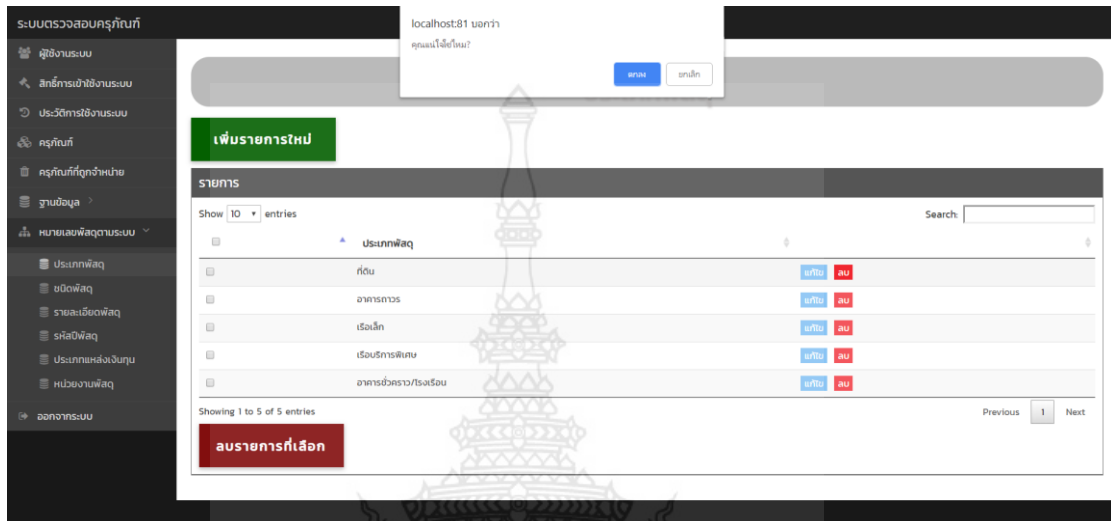 ระบบตรวจสอบครุภัณฑ์
localhost:81 บอกว่า
คุณแน่ใจใช่ไหม?
ตกลง
ยกเลิก
ผู้ใช้งานระบบ
สิทธิ์การเข้าใช้งานระบบ
ประวัติการใช้งานระบบ
ครุภัณฑ์
ครุภัณฑ์ที่ถูกจำหน่าย
ฐานข้อมูล
หมายเลขพัสดุตามระบบ
ประเภทพัสดุ
ชนิดพัสดุ
รายละเอียดพัสดุ
รหัสปีพัสดุ
ประเภทแหล่งเงินทุน
หน่วยงานพัสดุ
ออกจากระบบ
เพิ่มรายการใหม่
รายการ
Show 10 entries
Search:
ประเภทพัสดุ
ที่ดิน แก้ไข ลบ
อาคารถาวร แก้ไข ลบ
เรือเล็ก แก้ไข ลบ
เรือบริการพิเศษ แก้ไข ลบ
อาคารชั่วคราว/โรงเรือน แก้ไข ลบ
Showing 1 to 5 of 5 entries
Previous 1 Next
ลบรายการที่เลือก